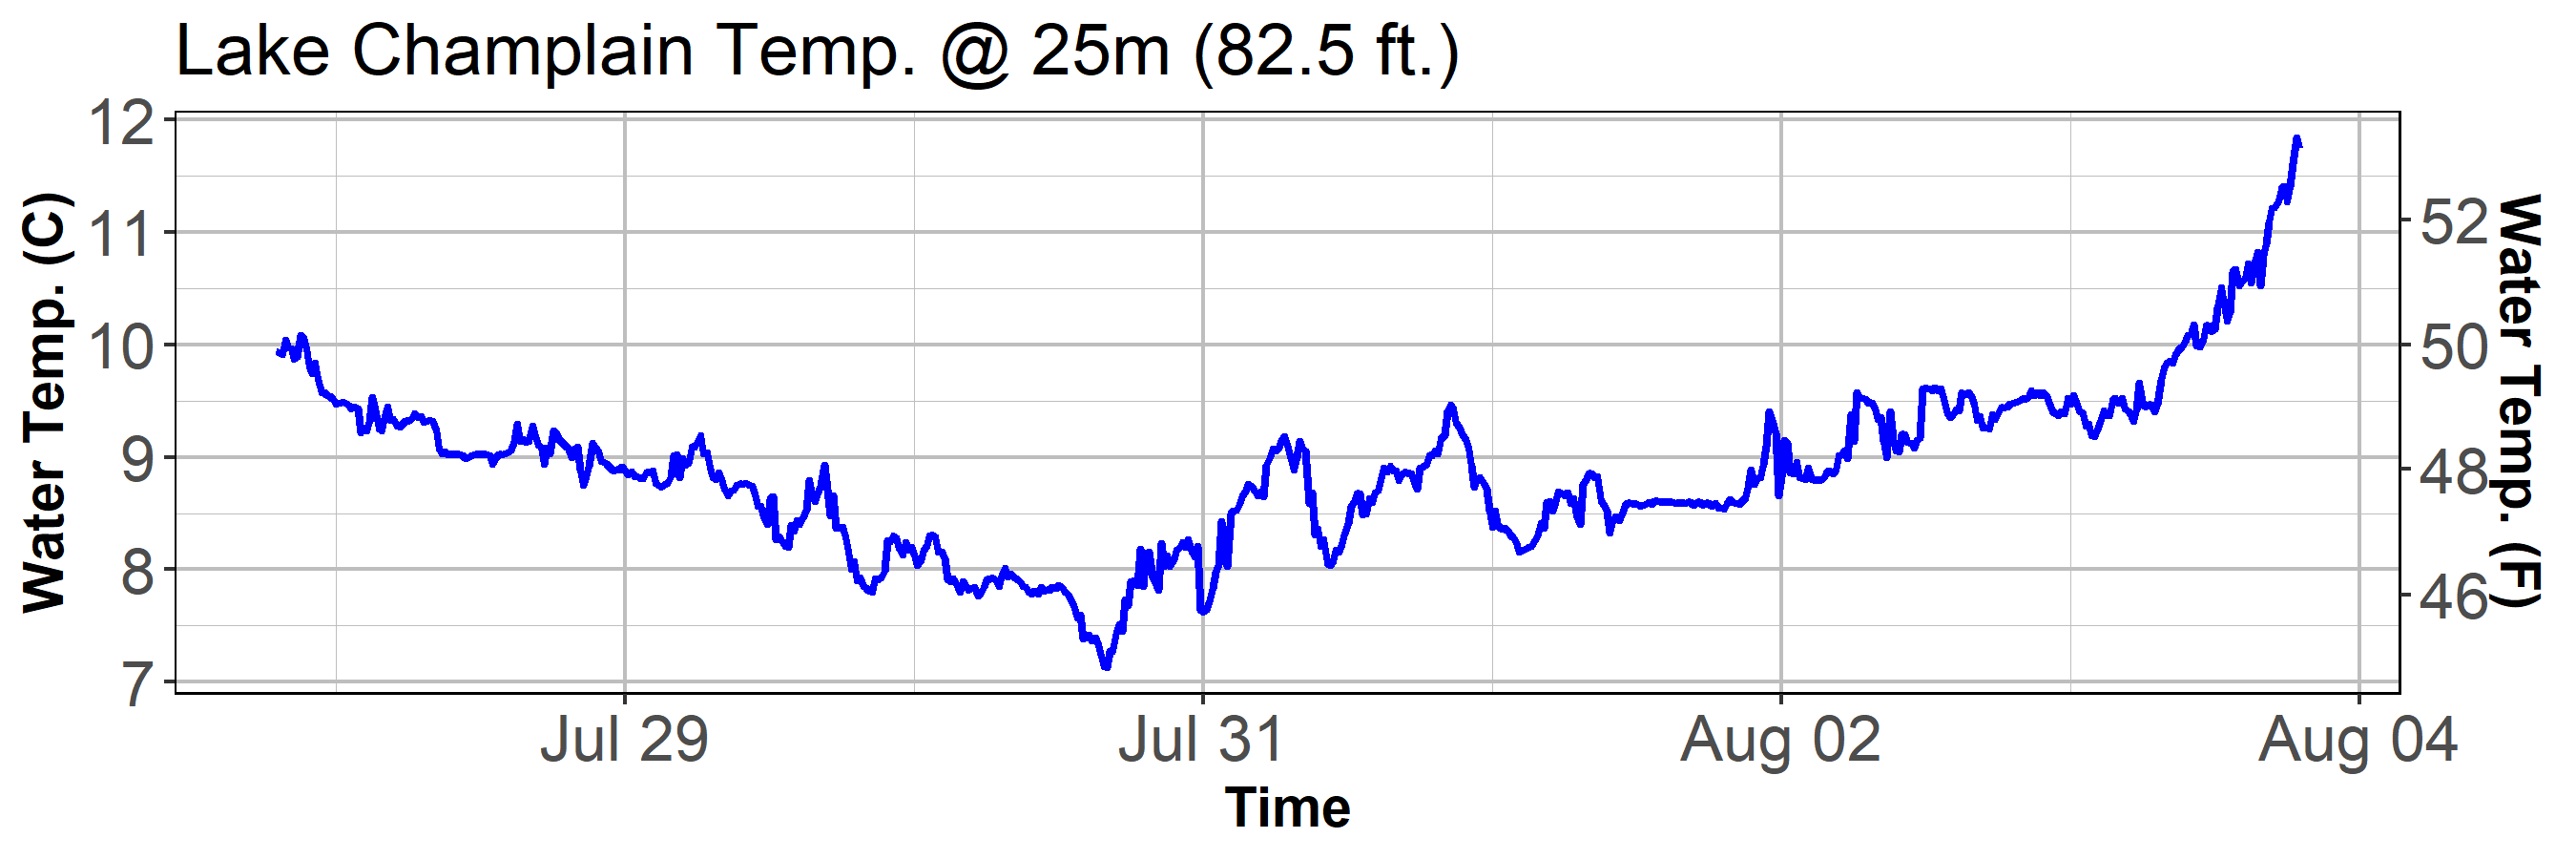 Lake Champlain Temp. @ 25m (82.5 ft.)
Water Temp. (C)
12
11
10
9
8
7
52
50
48
46
Water Temp. (F)
Jul 29 Jul 31 Aug 02 Aug 04
Time